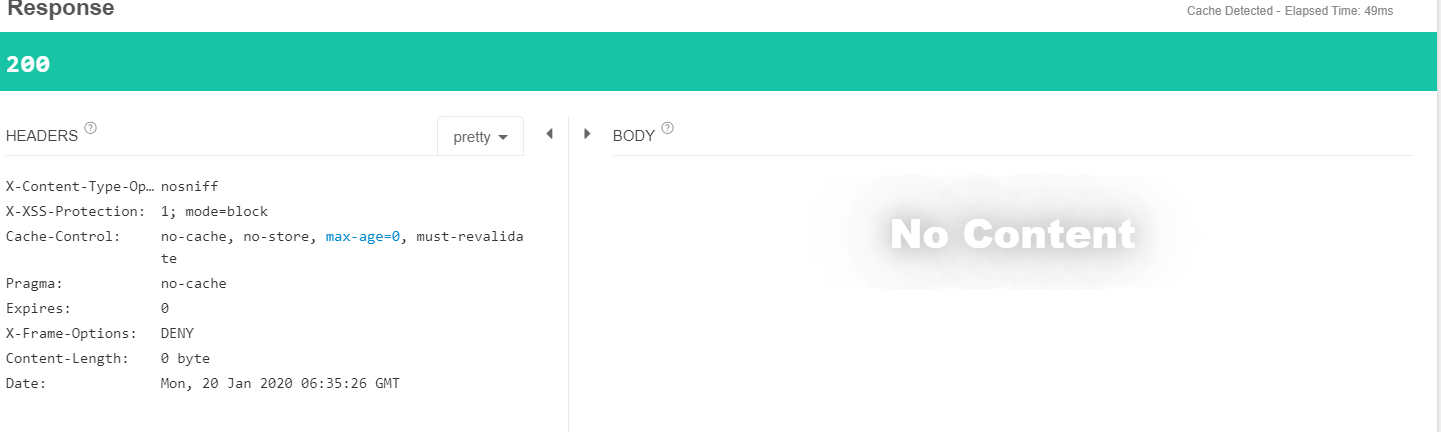 Response
Cache Detected - Elapsed Time: 49ms
200
HEADERS ?
pretty
BODY ?
X-Content-Type-Op… nosniff
X-XSS-Protection: 1; mode=block
Cache-Control: no-cache, no-store, max-age=0, must-revalida
te
Pragma: no-cache
Expires: 0
X-Frame-Options: DENY
Content-Length: 0 byte
Date: Mon, 20 Jan 2020 06:35:26 GMT
No Content